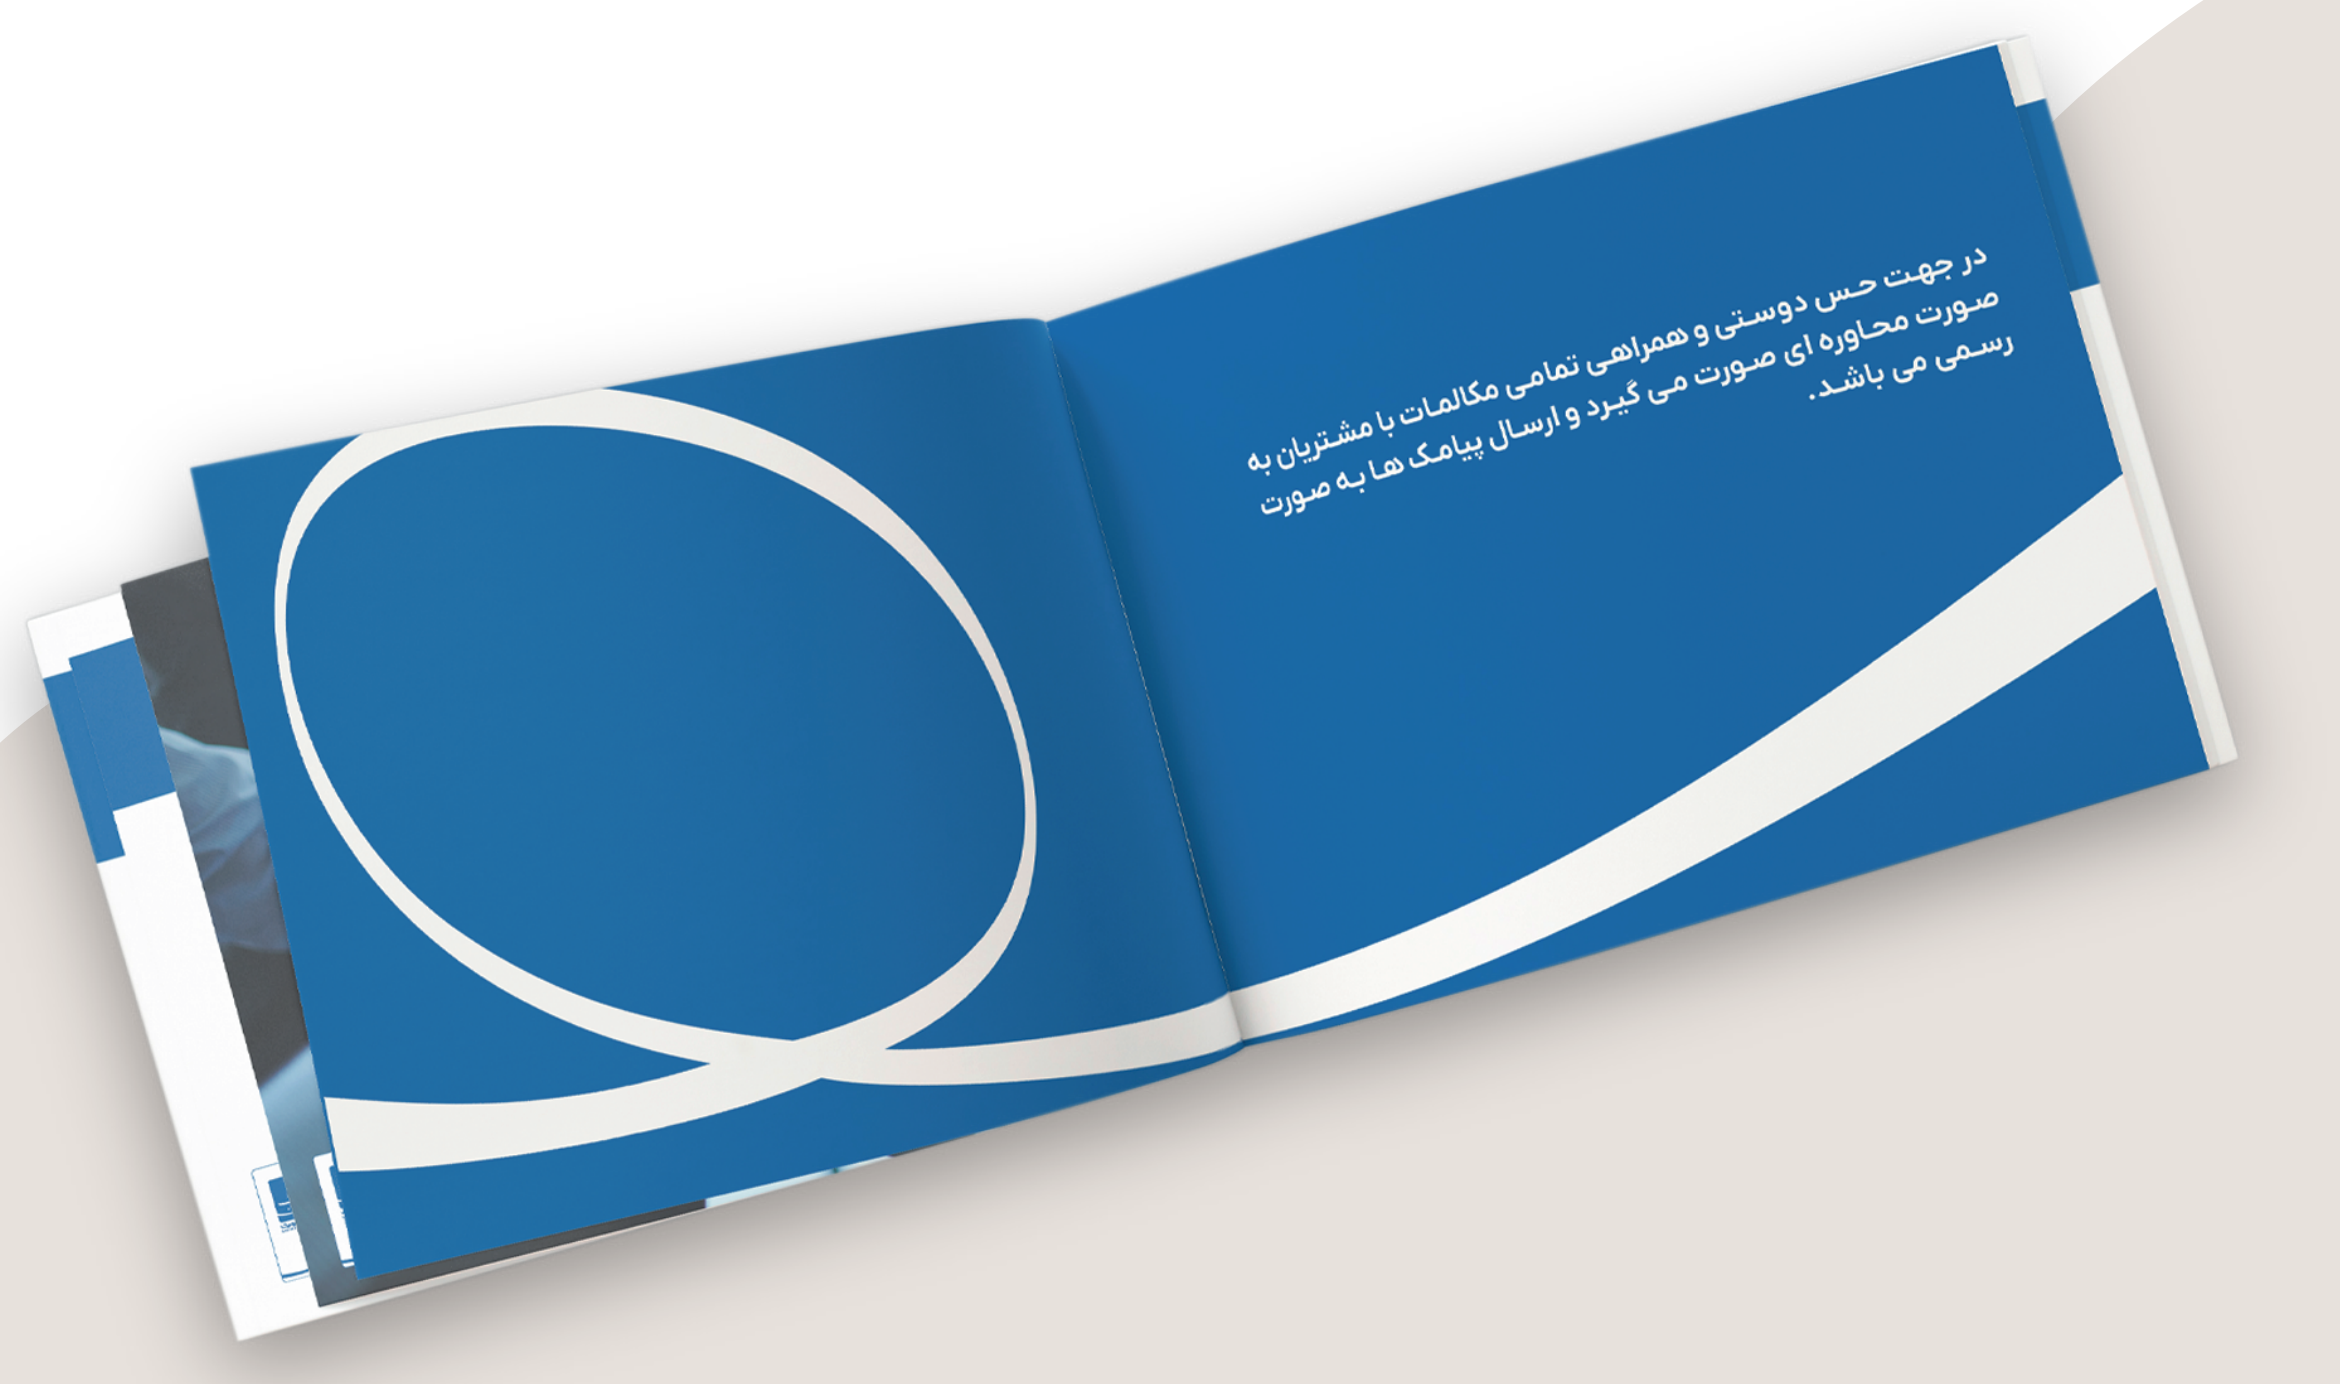 در جهت حس دوستی و همراهی تمامی مکالمات با مشتریان به
صورت محاوره ای صورت می گیرد و ارسال پیامک ها به صورت
رسمی می باشد.